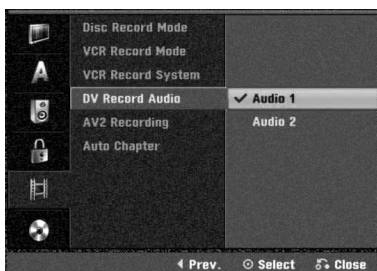 Disc Record Mode
VCR Record Mode
VCR Record System
DV Record Audio
✓ Audio 1
AV2 Recording
Audio 2
Auto Chapter
A
Prev.
Select
Close